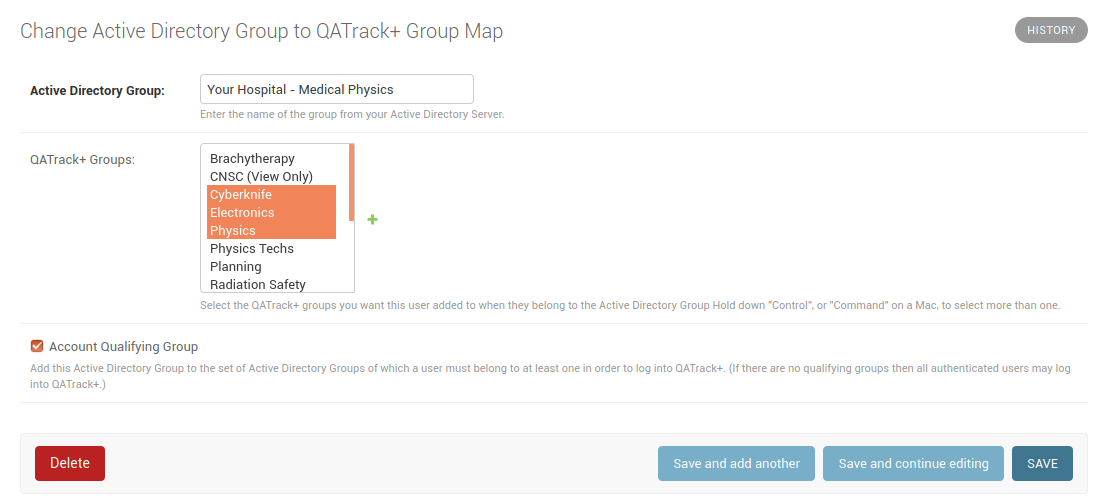 Change Active Directory Group to QATrack+ Group Map
HISTORY
Active Directory Group:
Your Hospital - Medical Physics
Enter the name of the group from your Active Directory Server.
QATrack+ Groups:
Brachytherapy
CNSC (View Only)
Cyberknife
Electronics
Physics
Physics Techs
Planning
Radiation Safety
Select the QATrack+ groups you want this user added to when they belong to the Active Directory Group Hold down "Control", or "Command" on a Mac, to select more than one.
Account Qualifying Group
Add this Active Directory Group to the set of Active Directory Groups of which a user must belong to at least one in order to log into QATrack+. (If there are no qualifying groups then all authenticated users may log
into QATrack+.)
Delete
Save and add another
Save and continue editing
SAVE